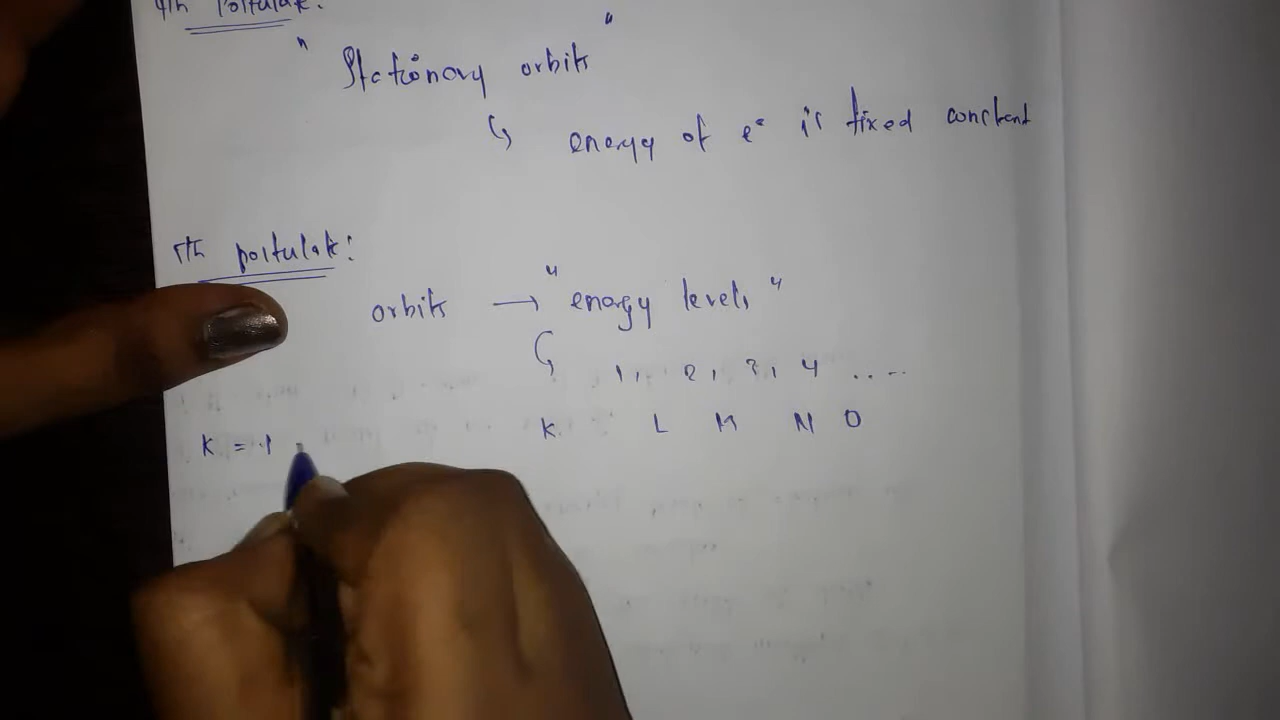 4th Postulate:
" Stationary orbits "
energy of e⁻ is fixed constant
5th postulate:
orbits → "energy levels"
1, 2, 3, 4 ....
K L M N O
K = 1